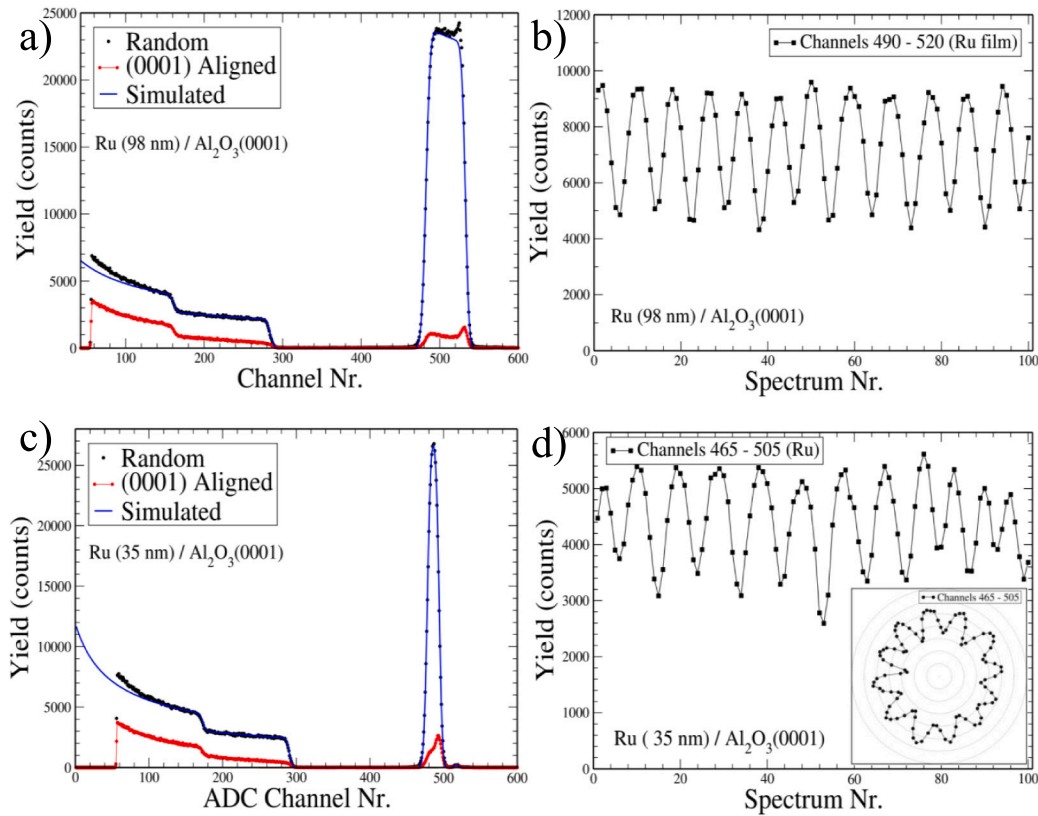 a)
25000
20000
15000
10000
5000
0
Yield (counts)
Random
(0001) Aligned
Simulated
Ru (98 nm) / Al₂O₃(0001)
100 200 300 400 500 600
Channel Nr.
b)
12000
10000
8000
6000
4000
2000
0
Yield (counts)
Channels 490 - 520 (Ru film)
Ru (98 nm) / Al₂O₃(0001)
0 20 40 60 80 100
Spectrum Nr.
c)
25000
20000
15000
10000
5000
0
Yield (counts)
Random
(0001) Aligned
Simulated
Ru (35 nm) / Al₂O₃(0001)
0 100 200 300 400 500 600
ADC Channel Nr.
d)
6000
5000
4000
3000
2000
1000
0
Yield (counts)
Channels 465 - 505 (Ru)
Channels 465 - 505
Ru ( 35 nm) / Al₂O₃(0001)
0 20 40 60 80 100
Spectrum Nr.